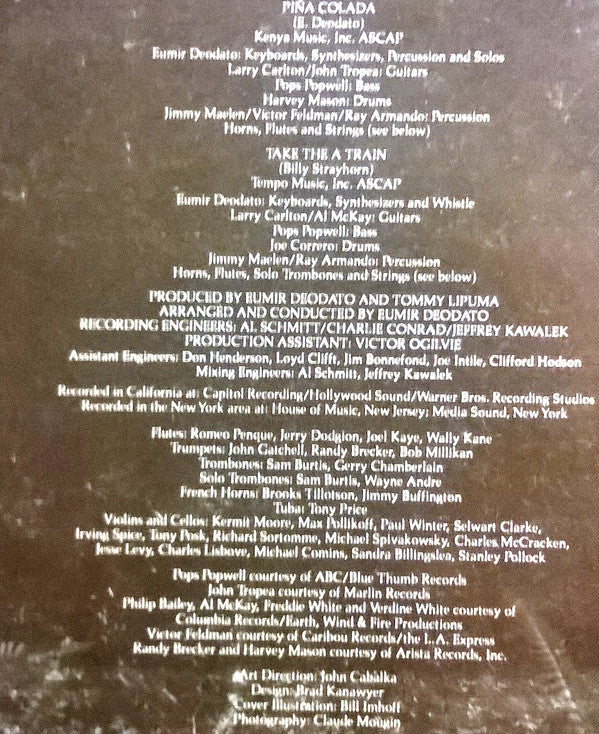 PIÑA COLADA
(E. Deodato)
Kenya Music, Inc. ASCAP
Eumir Deodato: Keyboards, Synthesizers, Percussion and Solos
Larry Carlton/John Tropea: Guitars
Pops Popwell: Bass
Harvey Mason: Drums
Jimmy Maelen/Victor Feldman/Ray Armando: Percussion
Horns, Flutes and Strings (see below)
TAKE THE A TRAIN
(Billy Strayhorn)
Tempo Music, Inc. ASCAP
Eumir Deodato: Keyboards, Synthesizers and Whistle
Larry Carlton/Al McKay: Guitars
Pops Popwell: Bass
Joe Correro: Drums
Jimmy Maelen/Ray Armando: Percussion
Horns, Flutes, Solo Trombones and Strings (see below)
PRODUCED BY EUMIR DEODATO AND TOMMY LIPUMA
ARRANGED AND CONDUCTED BY EUMIR DEODATO
RECORDING ENGINEERS: AL SCHMITT/CHARLIE CONRAD/JEFFREY KAWALEK
PRODUCTION ASSISTANT: VICTOR OGILVIE
Assistant Engineers: Don Henderson, Loyd Clifft, Jim Bonnefond, Joe Intile, Clifford Hodson
Mixing Engineers: Al Schmitt, Jeffrey Kawalek
Recorded in California at: Capitol Recording/Hollywood Sound/Warner Bros. Recording Studios
Recorded in the New York area at: House of Music, New Jersey; Media Sound, New York
Flutes: Romeo Penque, Jerry Dodgion, Joel Kaye, Wally Kane
Trumpets: John Gatchell, Randy Brecker, Bob Millikan
Trombones: Sam Burtis, Gerry Chamberlain
Solo Trombones: Sam Burtis, Wayne Andre
French Horns: Brooks Tillotson, Jimmy Buffington
Tuba: Tony Price
Violins and Cellos: Kermit Moore, Max Pollikoff, Paul Winter, Selwart Clarke,
Irving Spice, Tony Posk, Richard Sortomme, Michael Spivakowsky, Charles McCracken,
Jesse Levy, Charles Libove, Michael Comins, Sandra Billingslea, Stanley Pollock
Pops Popwell courtesy of ABC/Blue Thumb Records
John Tropea courtesy of Marlin Records
Philip Bailey, Al McKay, Freddie White and Verdine White courtesy of
Columbia Records/Earth, Wind & Fire Productions
Victor Feldman courtesy of Caribou Records/the L.A. Express
Randy Brecker and Harvey Mason courtesy of Arista Records, Inc.
Art Direction: John Cabalka
Design: Brad Kanawyer
Cover Illustration: Bill Imhoff
Photography: Claude Mougin